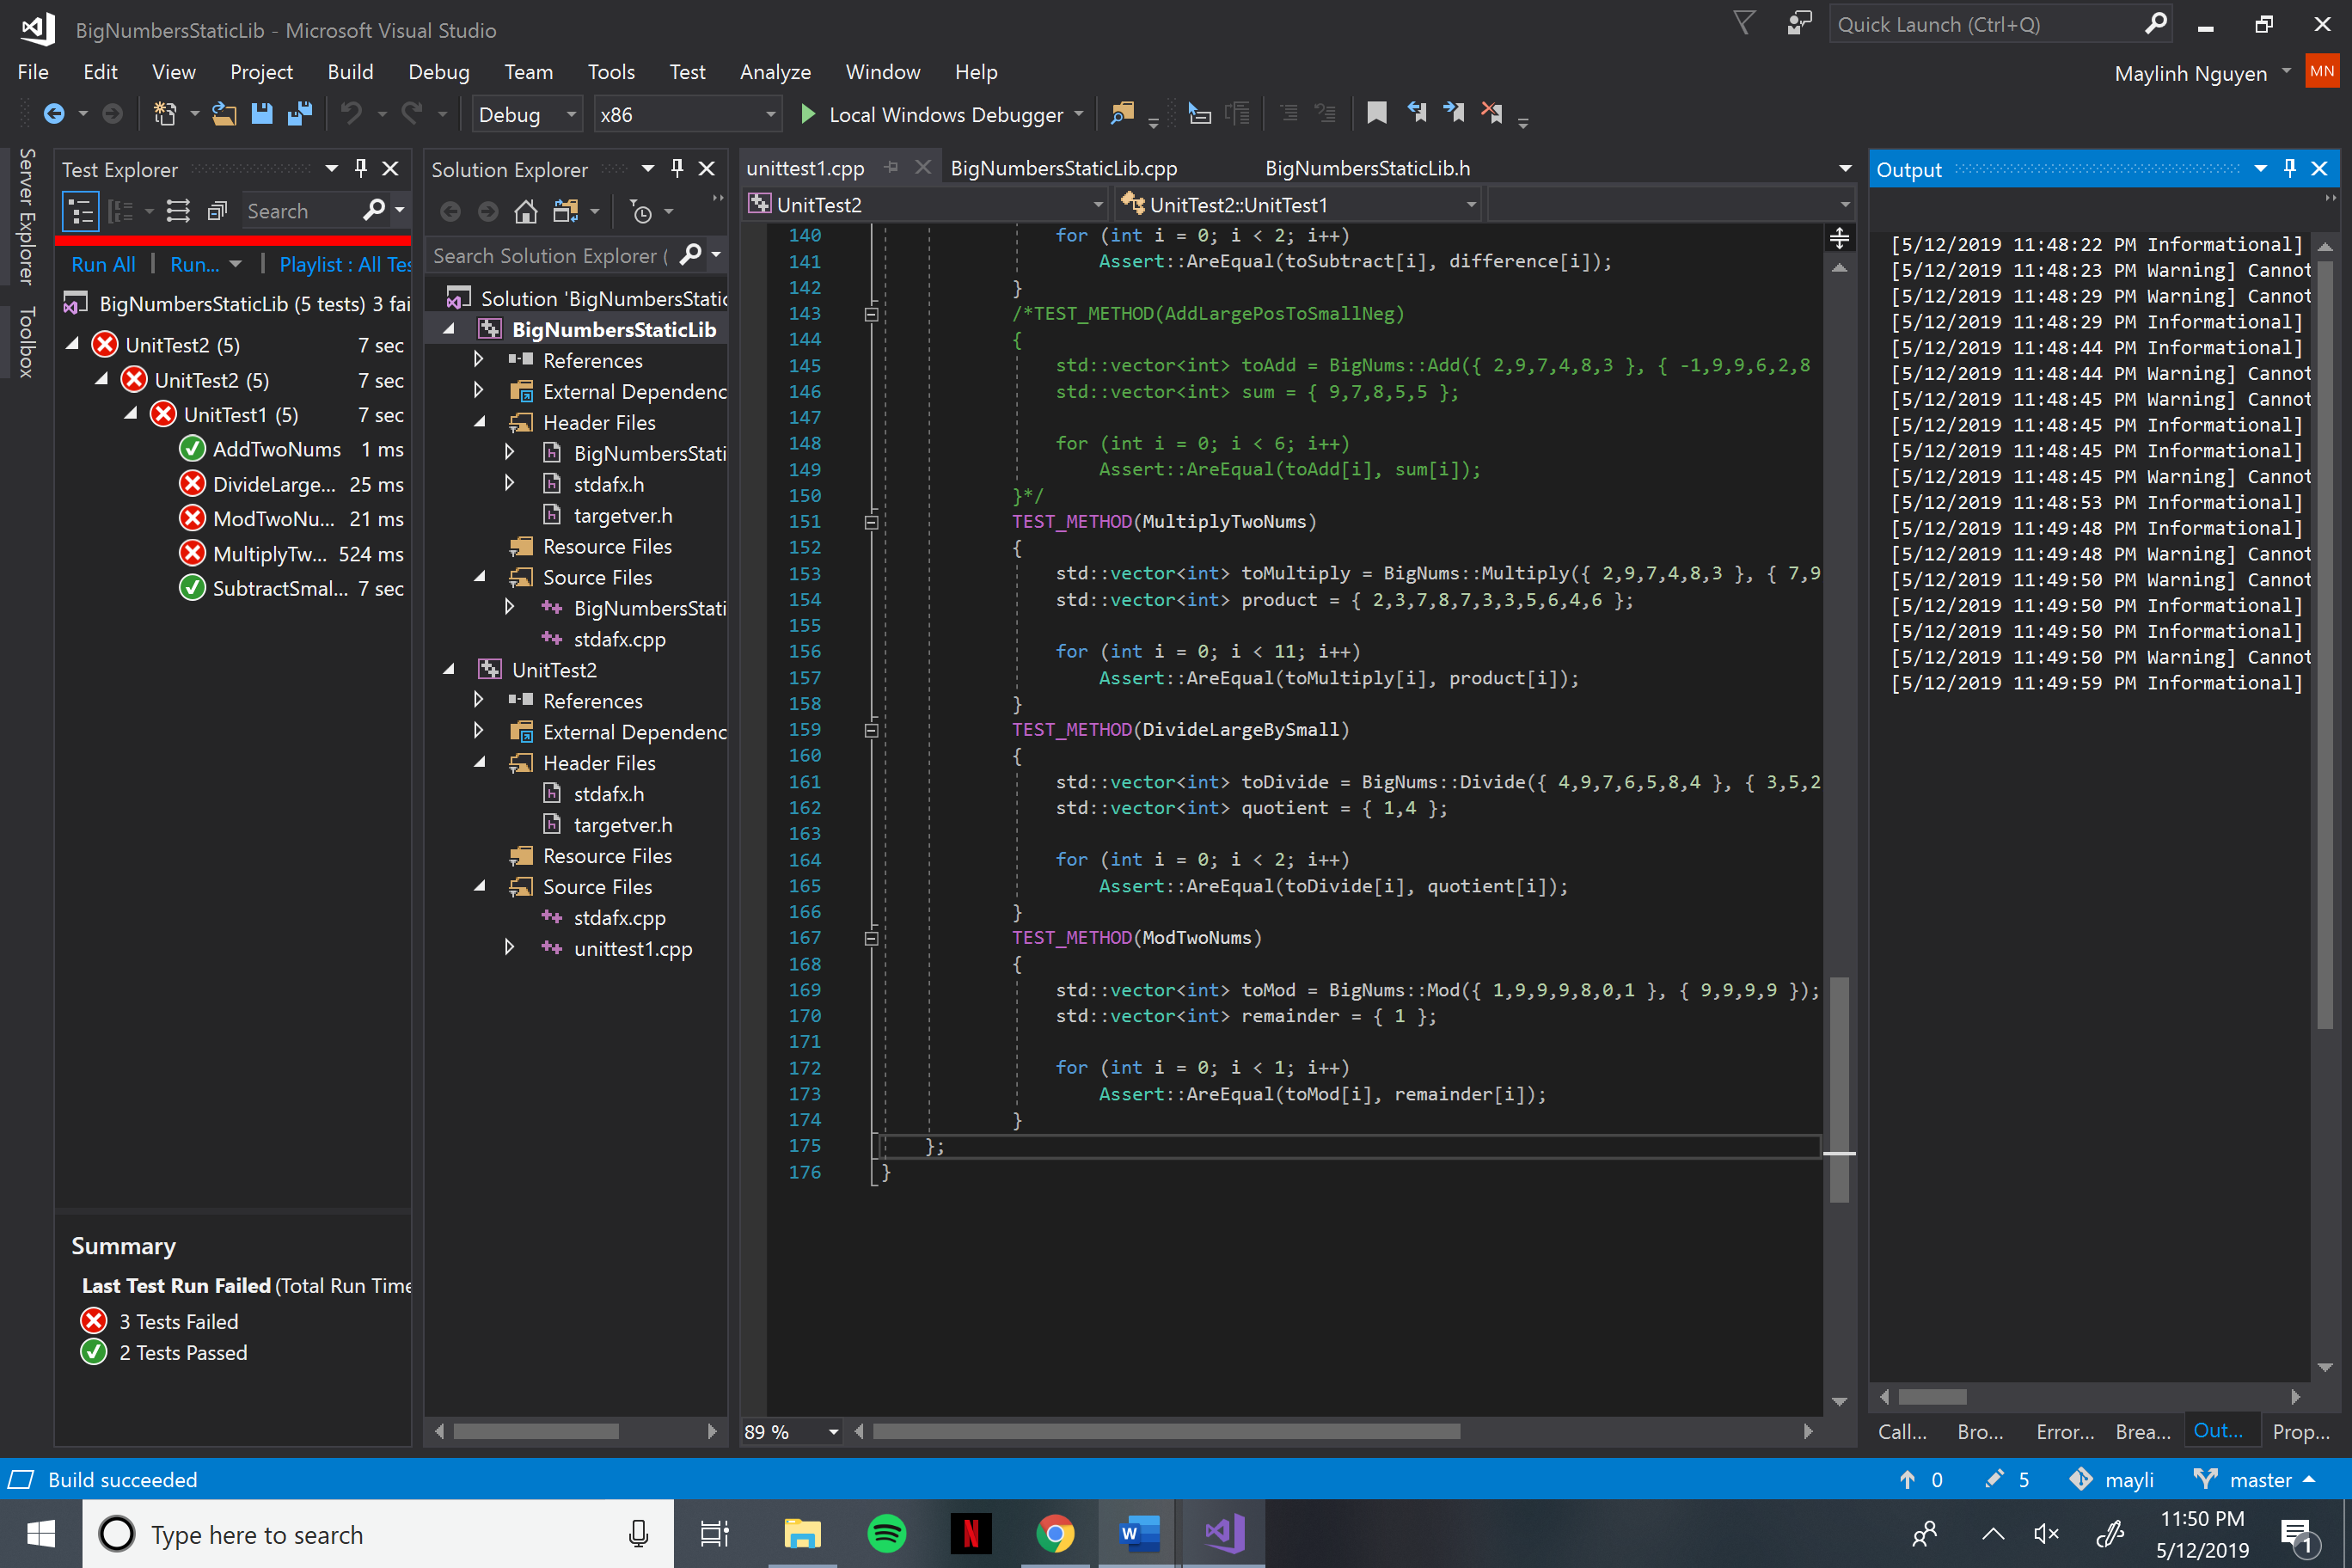 BigNumbersStaticLib - Microsoft Visual Studio
Quick Launch (Ctrl+Q)
File Edit View Project Build Debug Team Tools Test Analyze Window Help
Maylinh Nguyen
MN
Debug
x86
Local Windows Debugger
Server Explorer
Toolbox
Test Explorer
Search
Run All | Run... | Playlist : All Tes
BigNumbersStaticLib (5 tests) 3 fai
UnitTest2 (5) 7 sec
UnitTest2 (5) 7 sec
UnitTest1 (5) 7 sec
AddTwoNums 1 ms
DivideLarge... 25 ms
ModTwoNu... 21 ms
MultiplyTw... 524 ms
SubtractSmal... 7 sec
Summary
Last Test Run Failed (Total Run Time
3 Tests Failed
2 Tests Passed
Solution Explorer
Search Solution Explorer (
Solution 'BigNumbersStatic
BigNumbersStaticLib
References
External Dependenc
Header Files
BigNumbersStati
stdafx.h
targetver.h
Resource Files
Source Files
BigNumbersStati
stdafx.cpp
UnitTest2
References
External Dependenc
Header Files
stdafx.h
targetver.h
Resource Files
Source Files
stdafx.cpp
unittest1.cpp
unittest1.cpp BigNumbersStaticLib.cpp BigNumbersStaticLib.h
UnitTest2
UnitTest2::UnitTest1
140 for (int i = 0; i < 2; i++)
141 Assert::AreEqual(toSubtract[i], difference[i]);
142 }
143 /*TEST_METHOD(AddLargePosToSmallNeg)
144 {
145 std::vector<int> toAdd = BigNums::Add({ 2,9,7,4,8,3 }, { -1,9,9,6,2,8
146 std::vector<int> sum = { 9,7,8,5,5 };
147
148 for (int i = 0; i < 6; i++)
149 Assert::AreEqual(toAdd[i], sum[i]);
150 }*/
151 TEST_METHOD(MultiplyTwoNums)
152 {
153 std::vector<int> toMultiply = BigNums::Multiply({ 2,9,7,4,8,3 }, { 7,9
154 std::vector<int> product = { 2,3,7,8,7,3,3,5,6,4,6 };
155
156 for (int i = 0; i < 11; i++)
157 Assert::AreEqual(toMultiply[i], product[i]);
158 }
159 TEST_METHOD(DivideLargeBySmall)
160 {
161 std::vector<int> toDivide = BigNums::Divide({ 4,9,7,6,5,8,4 }, { 3,5,2
162 std::vector<int> quotient = { 1,4 };
163
164 for (int i = 0; i < 2; i++)
165 Assert::AreEqual(toDivide[i], quotient[i]);
166 }
167 TEST_METHOD(ModTwoNums)
168 {
169 std::vector<int> toMod = BigNums::Mod({ 1,9,9,9,8,0,1 }, { 9,9,9,9 });
170 std::vector<int> remainder = { 1 };
171
172 for (int i = 0; i < 1; i++)
173 Assert::AreEqual(toMod[i], remainder[i]);
174 }
175 };
176 }
89 %
Output
[5/12/2019 11:48:22 PM Informational]
[5/12/2019 11:48:23 PM Warning] Cannot
[5/12/2019 11:48:29 PM Warning] Cannot
[5/12/2019 11:48:29 PM Informational]
[5/12/2019 11:48:44 PM Informational]
[5/12/2019 11:48:44 PM Warning] Cannot
[5/12/2019 11:48:45 PM Warning] Cannot
[5/12/2019 11:48:45 PM Informational]
[5/12/2019 11:48:45 PM Informational]
[5/12/2019 11:48:45 PM Warning] Cannot
[5/12/2019 11:48:53 PM Informational]
[5/12/2019 11:49:48 PM Informational]
[5/12/2019 11:49:48 PM Warning] Cannot
[5/12/2019 11:49:50 PM Warning] Cannot
[5/12/2019 11:49:50 PM Informational]
[5/12/2019 11:49:50 PM Informational]
[5/12/2019 11:49:50 PM Warning] Cannot
[5/12/2019 11:49:59 PM Informational]
Call... Bro... Error... Brea... Out... Prop...
Build succeeded
0 5 mayli master
Type here to search
N
W
11:50 PM
5/12/2019
1